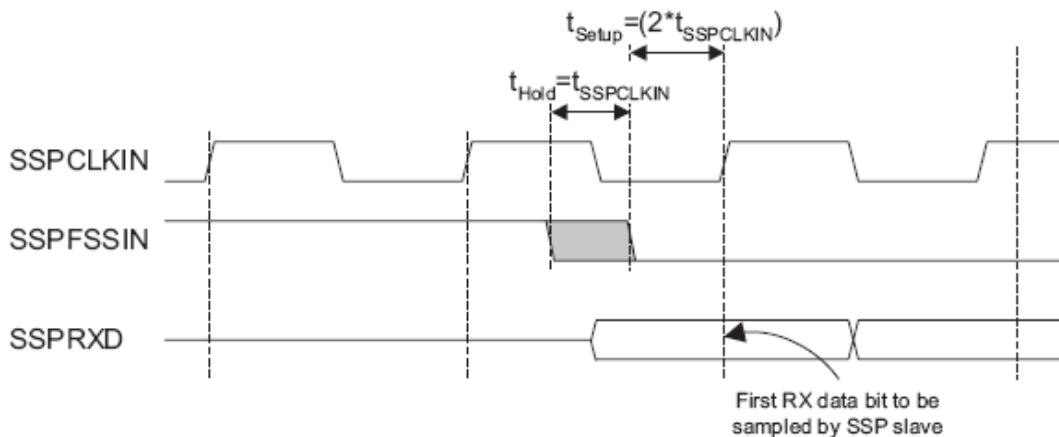 tSetup=(2*tSSPCLKIN)
tHold=tSSPCLKIN
SSPCLKIN
SSPFSSIN
SSPRXD
First RX data bit to be
sampled by SSP slave